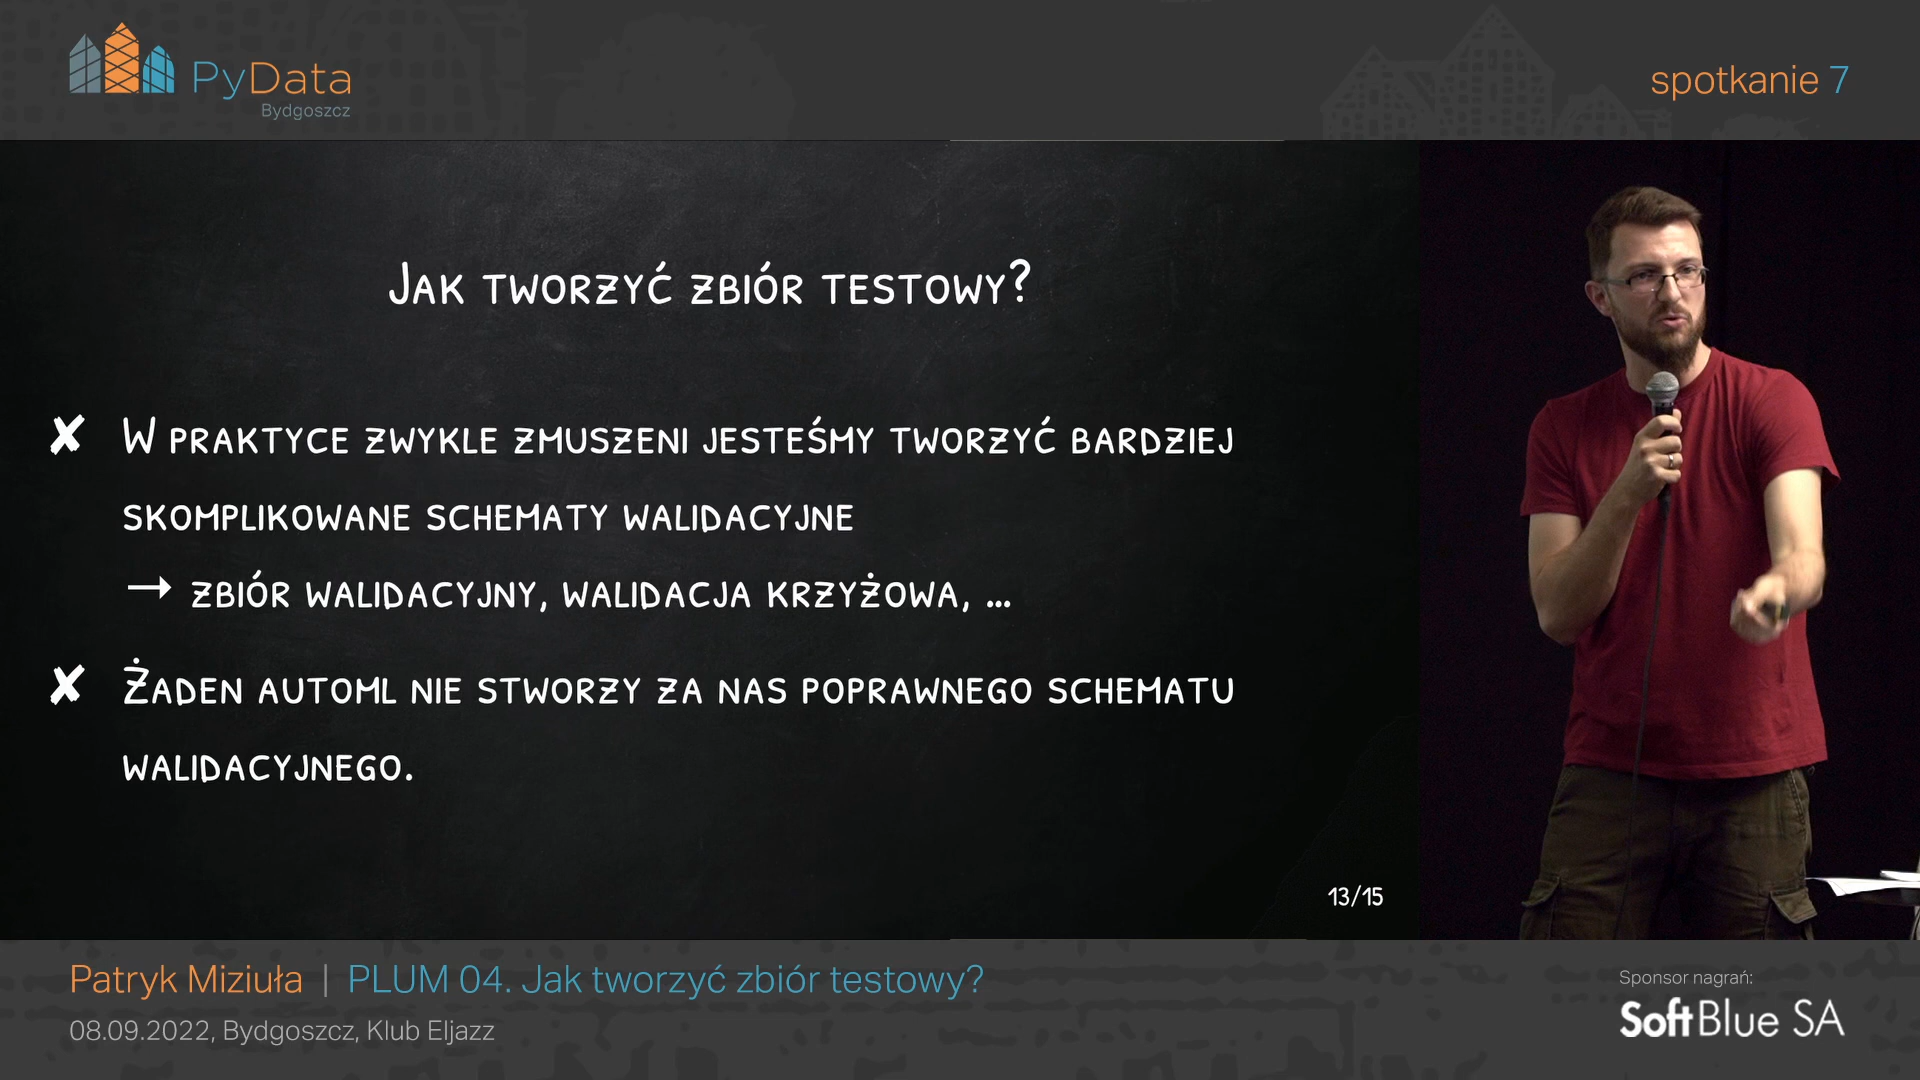 PyData
Bydgoszcz
spotkanie 7
Jak tworzyć zbiór testowy?
✘ W praktyce zwykle zmuszeni jesteśmy tworzyć bardziej
skomplikowane schematy walidacyjne
→ zbiór walidacyjny, walidacja krzyżowa, ...
✘ Żaden automl nie stworzy za nas poprawnego schematu
walidacyjnego.
13/15
Patryk Miziuła | PLUM 04. Jak tworzyć zbiór testowy?
08.09.2022, Bydgoszcz, Klub Eljazz
Sponsor nagrań:
SoftBlue SA